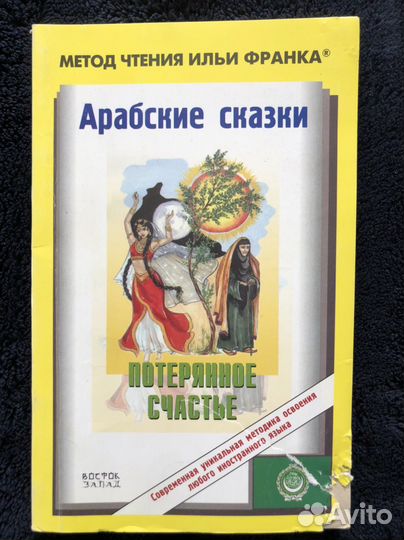 МЕТОД ЧТЕНИЯ ИЛЬИ ФРАНКА®
Арабские сказки
ПОТЕРЯННОЕ
СЧАСТЬЕ
Современная уникальная методика освоения
любого иностранного языка
ВОСТОК
ЗАПАД
Avito